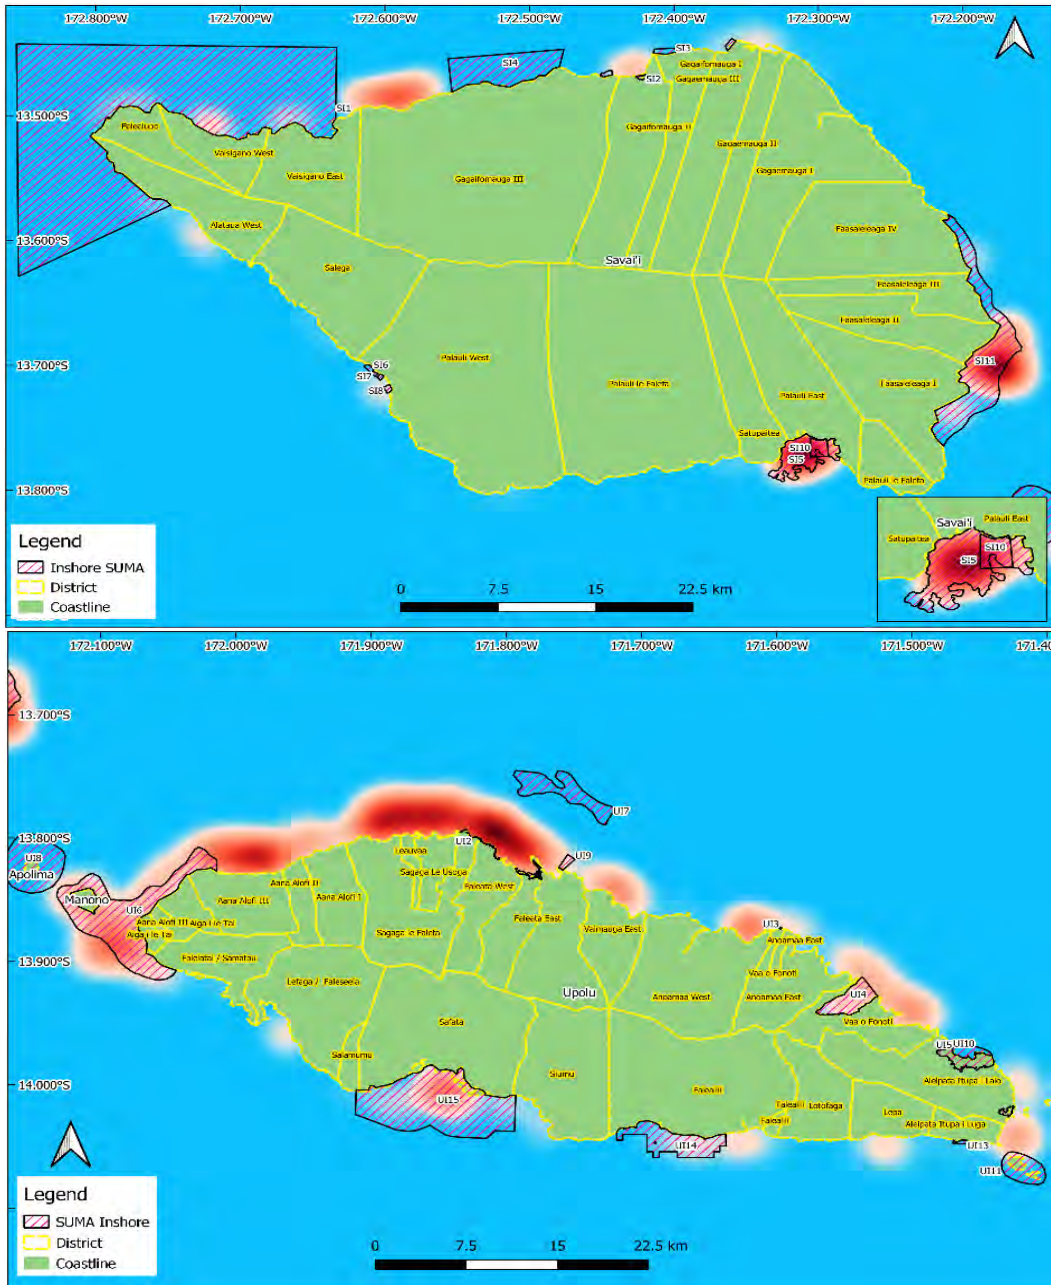 172.800°W 172.700°W 172.600°W 172.500°W 172.400°W 172.300°W 172.200°W
SI3
Gagaifomauga I
SI4
SI2
Gagaemauga III
SI1
13.500°S
Vaisigano West
Gagaifomauga II
Gagaemauga II
Gagaemauga I
Vaisigano East
Gagaifomauga III
Alataua West
Faasaleleaga IV
13.600°S
Savai'i
Salega
Faasaleleaga III
Faasaleleaga II
Palauli West
SI11
13.700°S
SI6
SI7
SI8
Palauli le Falefa
Faasaleleaga I
Palauli East
Satupaitea
SI10
SI5
Palauli le Falefa
13.800°S
Legend
Inshore SUMA
District
Coastline
0 7.5 15 22.5 km
Savai'i
Palauli East
Satupaitea
SI10
SI5
172.100°W 172.000°W 171.900°W 171.800°W 171.700°W 171.600°W 171.500°W 171.40
13.700°S
UI7
13.800°S
UI2
UI9
UI8
Apolima
Leauvaa
Sagaga Le Usoga
Aana Alofi II
Faleata West
Manono
Aana Alofi III
Aana Alofi I
UI6
Aana Alofi III
Aiga i le Tai
Aiga i le Tai
Faleata East
Vaimauga East
UI3
Sagaga le Falefa
Anoamaa East
13.900°S
Falelatai / Samatau
Vaa o Fonoti
Lefaga / Faleseela
Anoamaa West
Anoamaa East
Upolu
UI4
Safata
Vaa o Fonoti
UI5
UI10
Salamumu
Siumu
Aleipata Itupa i Lalo
14.000°S
Falealili
UI15
Falealili
Lotofaga
Lepa
Falealili
Aleipata Itupa i Luga
UI14
UI13
UI11
Legend
SUMA Inshore
District
Coastline
0 7.5 15 22.5 km